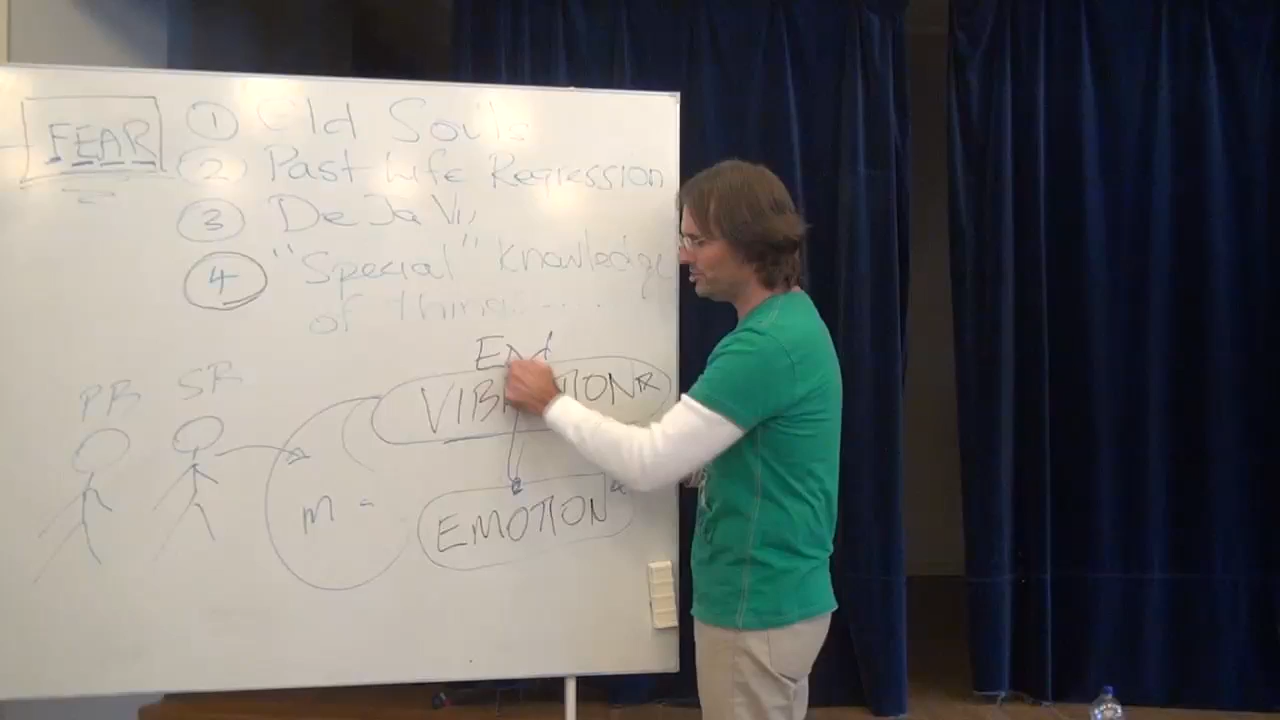 FEAR
① Old Souls
② Past Life Regression
③ De Ja Vu
④ "Special" Knowledge
of things......
PR SR
VIBRATION
m =
EMOTION